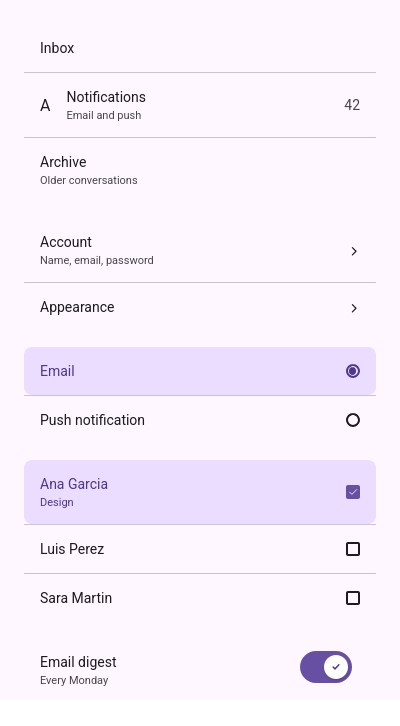 Inbox
A
Notifications
Email and push
42
Archive
Older conversations
Account
Name, email, password
Appearance
Email
Push notification
Ana Garcia
Design
Luis Perez
Sara Martin
Email digest
Every Monday